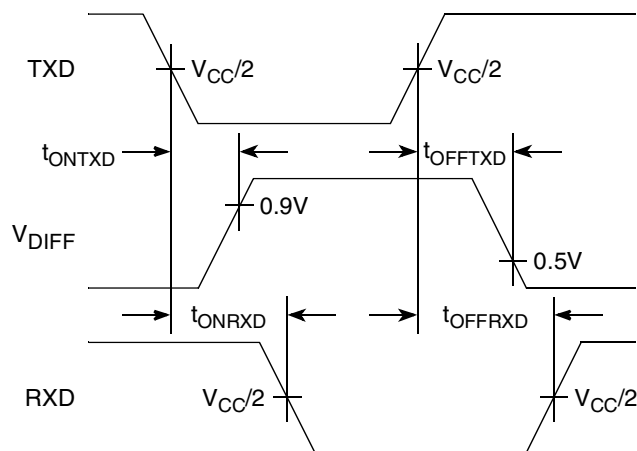 TXD
VCC/2
VCC/2
tONTXD
tOFFTXD
0.9V
VDIFF
0.5V
tONRXD
tOFFRXD
RXD
VCC/2
VCC/2